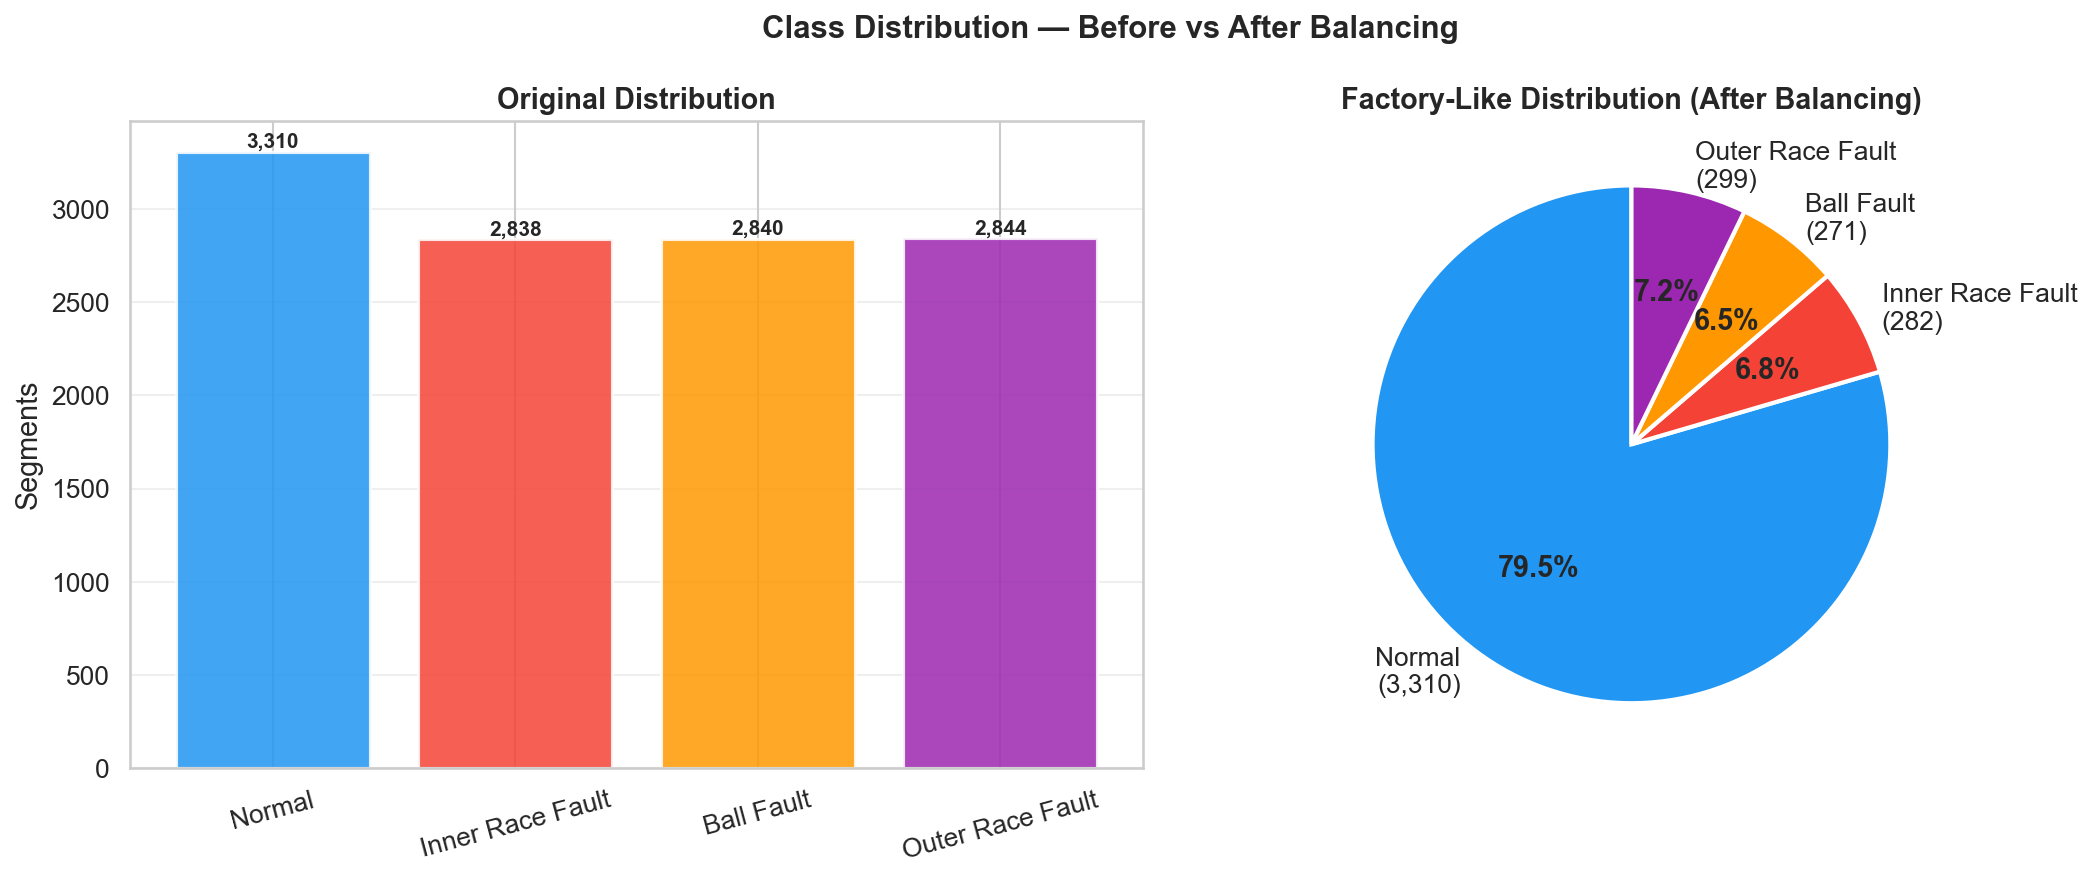 Class Distribution — Before vs After Balancing
Original Distribution
3,310
2,838
2,840
2,844
3000
2500
2000
1500
1000
500
0
Segments
Normal
Inner Race Fault
Ball Fault
Outer Race Fault
Factory-Like Distribution (After Balancing)
Outer Race Fault
(299)
Ball Fault
(271)
Inner Race Fault
(282)
7.2%
6.5%
6.8%
79.5%
Normal
(3,310)